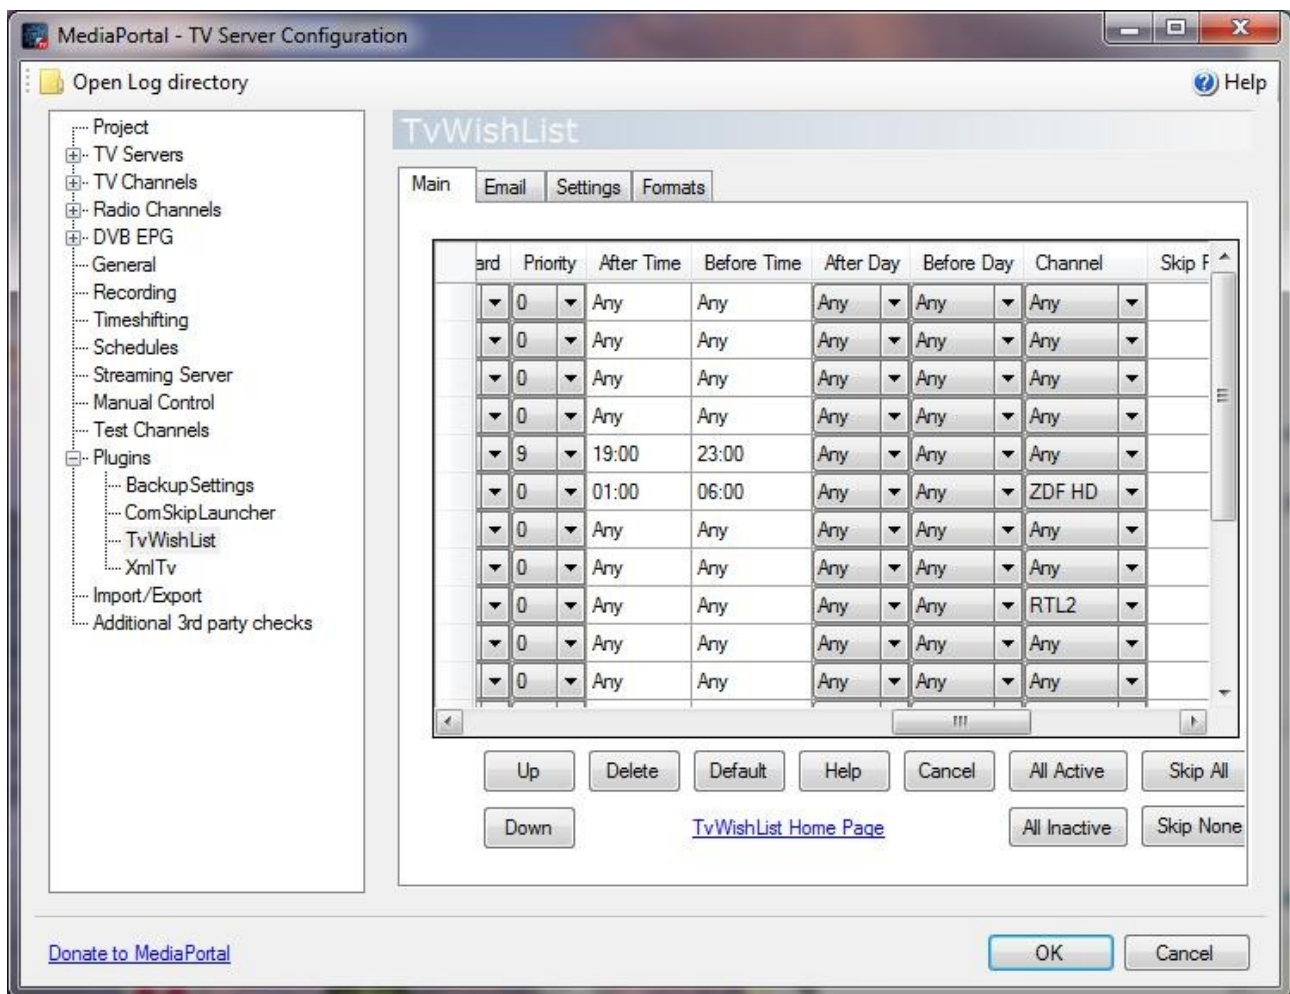 MediaPortal - TV Server Configuration
Open Log directory
Help
Project
TV Servers
TV Channels
Radio Channels
DVB EPG
General
Recording
Timeshifting
Schedules
Streaming Server
Manual Control
Test Channels
Plugins
BackupSettings
ComSkipLauncher
TvWishList
XmlTv
Import/Export
Additional 3rd party checks
TvWishList
Main Email Settings Formats
ard Priority After Time Before Time After Day Before Day Channel Skip
0 Any Any Any Any Any
0 Any Any Any Any Any
0 Any Any Any Any Any
0 Any Any Any Any Any
9 19:00 23:00 Any Any Any
0 01:00 06:00 Any Any ZDF HD
0 Any Any Any Any Any
0 Any Any Any Any Any
0 Any Any Any Any RTL2
0 Any Any Any Any Any
0 Any Any Any Any Any
Up Delete Default Help Cancel All Active Skip All
Down TvWishList Home Page All Inactive Skip None
Donate to MediaPortal
OK Cancel